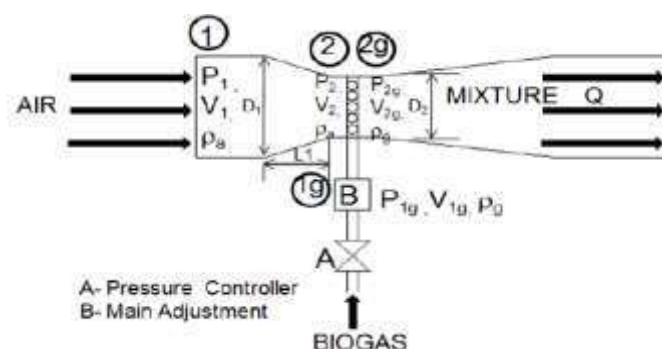 1 2 2g
P₁, P₂, P₂g,
AIR V₁, D₁ V₂, V₂g, D₂ MIXTURE Q
ρₐ ρₐ ρg
L1
1g B P₁g, V₁g, ρg
A
A- Pressure Controller
B- Main Adjustment
BIOGAS